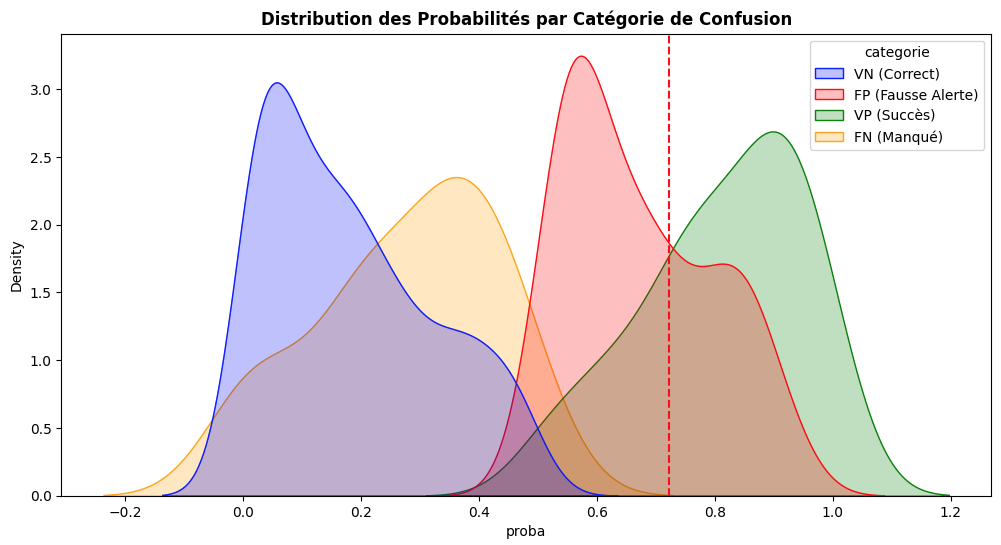 Distribution des Probabilités par Catégorie de Confusion
categorie
VN (Correct)
FP (Fausse Alerte)
VP (Succès)
FN (Manqué)
Density
3.0
2.5
2.0
1.5
1.0
0.5
0.0
−0.2 0.0 0.2 0.4 0.6 0.8 1.0 1.2
proba